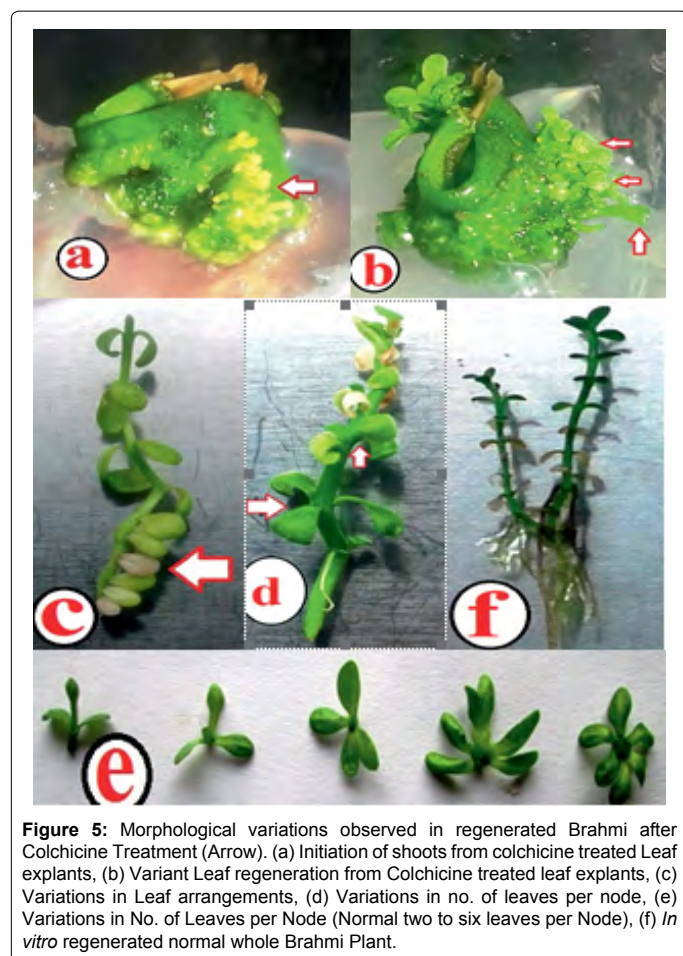 a
b
c
d
f
e
Figure 5: Morphological variations observed in regenerated Brahmi after
Colchicine Treatment (Arrow). (a) Initiation of shoots from colchicine treated Leaf
explants, (b) Variant Leaf regeneration from Colchicine treated leaf explants, (c)
Variations in Leaf arrangements, (d) Variations in no. of leaves per node, (e)
Variations in No. of Leaves per Node (Normal two to six leaves per Node), (f) In
vitro regenerated normal whole Brahmi Plant.